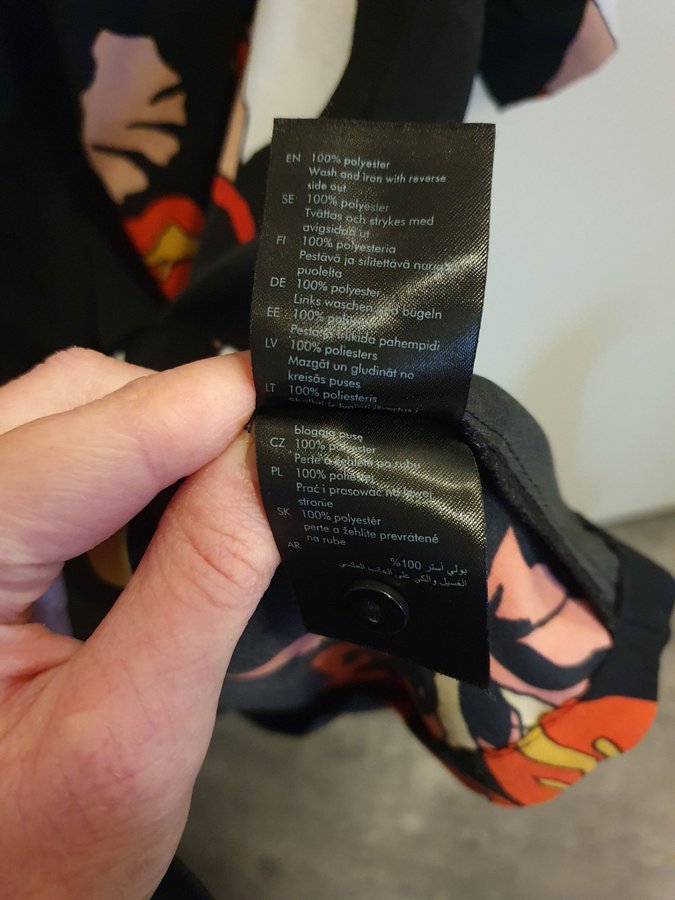 EN 100% polyester
Wash and iron with reverse
side out
SE 100% polyester
Tvättas och strykes med
avigsidan ut
FI 100% polyesteria
Pestävä ja silitettävä nurjalta
puolelta
DE 100% polyester
Links waschen und bügeln
EE 100% polyester
Pesta ja triikida pahempidi
LV 100% poliesters
Mazgāt un gludināt no
kreisās puses
LT 100% poliesteris
blogąja pusę
CZ 100% polyester
Perte a žehlete po rubu
PL 100% poliester
Prać i prasować na lewej
stronie
SK 100% polyestér
perte a žehlite prevrátené
na rube
AR
بولي أستر 100%
الغسيل والكي على الجانب العكسي